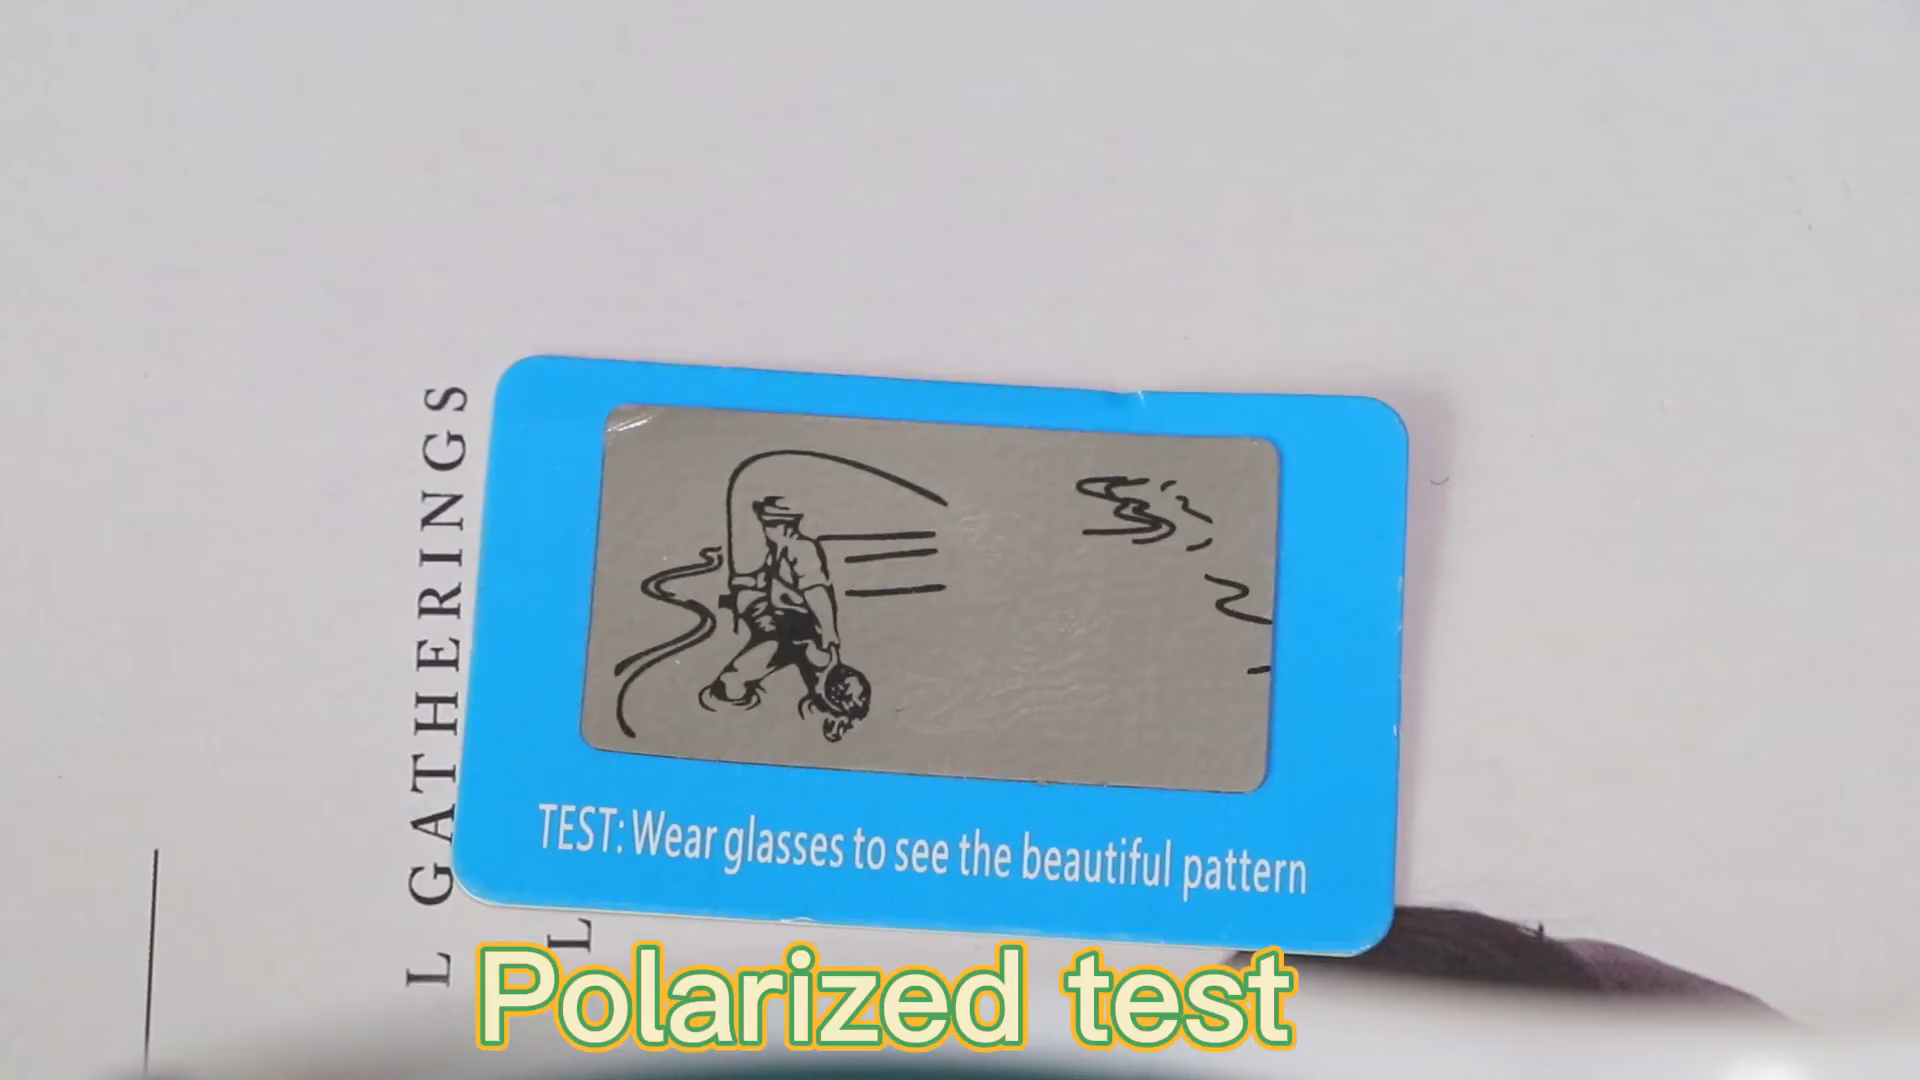 L GATHERINGS
L
TEST: Wear glasses to see the beautiful pattern
Polarized test